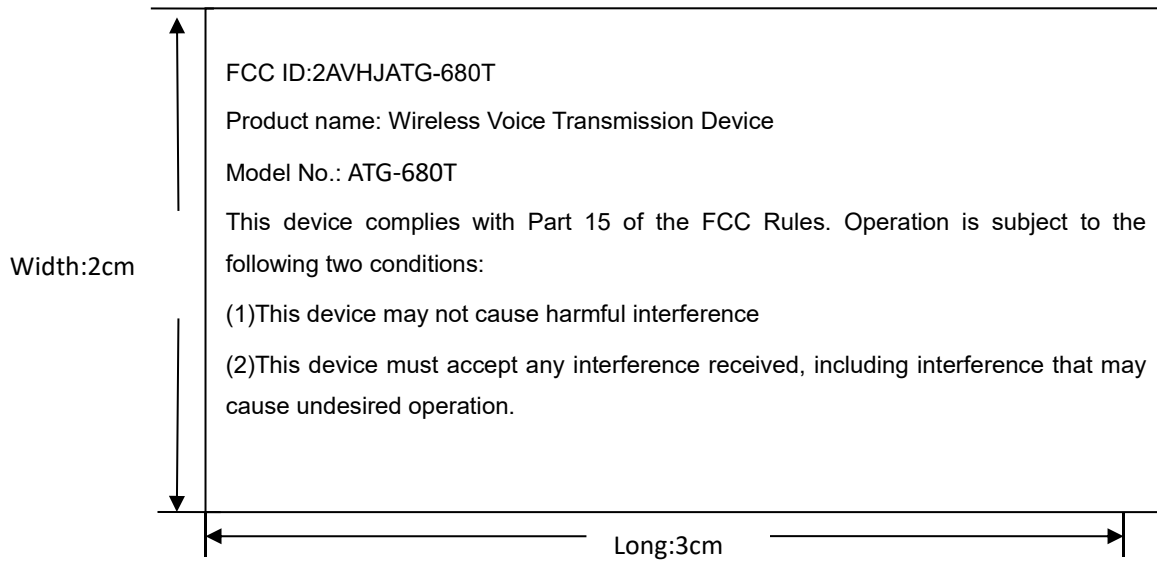 FCC ID:2AVHJATG-680T
Product name: Wireless Voice Transmission Device
Model No.: ATG-680T
This device complies with Part 15 of the FCC Rules. Operation is subject to the
following two conditions:
(1)This device may not cause harmful interference
(2)This device must accept any interference received, including interference that may
cause undesired operation.
Width:2cm
Long:3cm